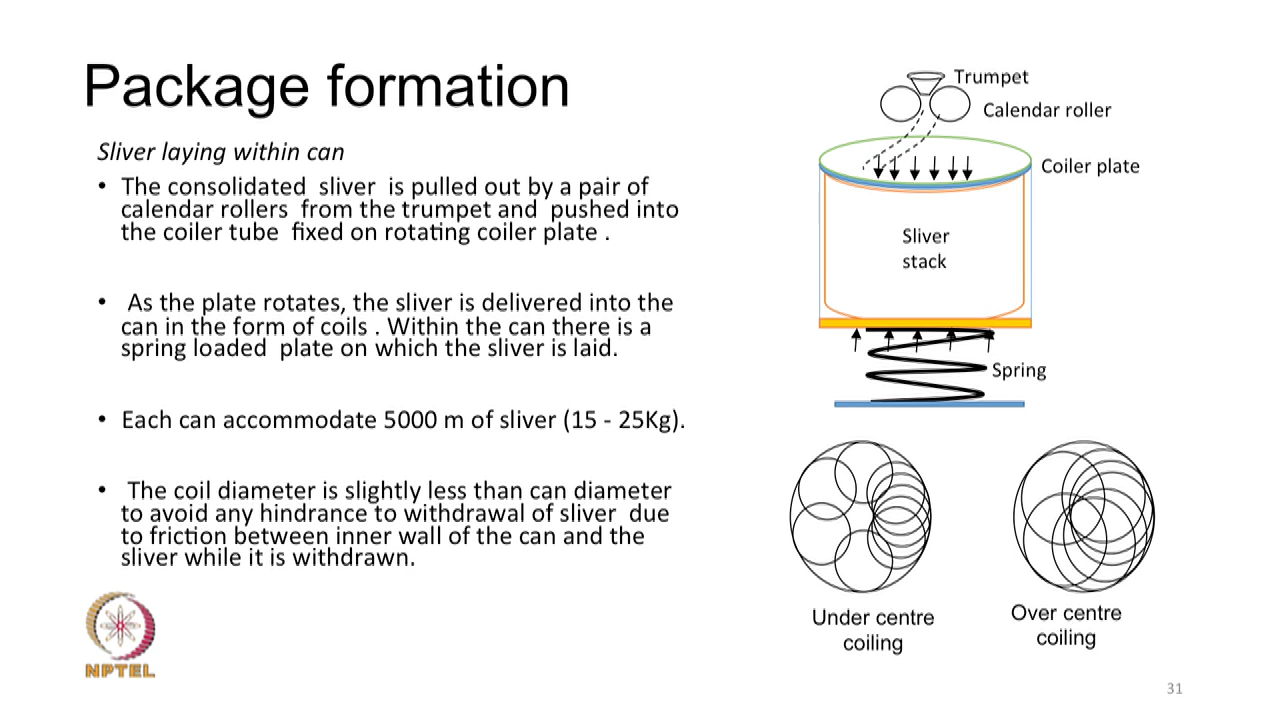 Package formation
Sliver laying within can
• The consolidated sliver is pulled out by a pair of
calendar rollers from the trumpet and pushed into
the coiler tube fixed on rotating coiler plate .
• As the plate rotates, the sliver is delivered into the
can in the form of coils . Within the can there is a
spring loaded plate on which the sliver is laid.
• Each can accommodate 5000 m of sliver (15 - 25Kg).
• The coil diameter is slightly less than can diameter
to avoid any hindrance to withdrawal of sliver due
to friction between inner wall of the can and the
sliver while it is withdrawn.
NPTEL
Trumpet
Calendar roller
Coiler plate
Sliver
stack
Spring
Under centre
coiling
Over centre
coiling
31